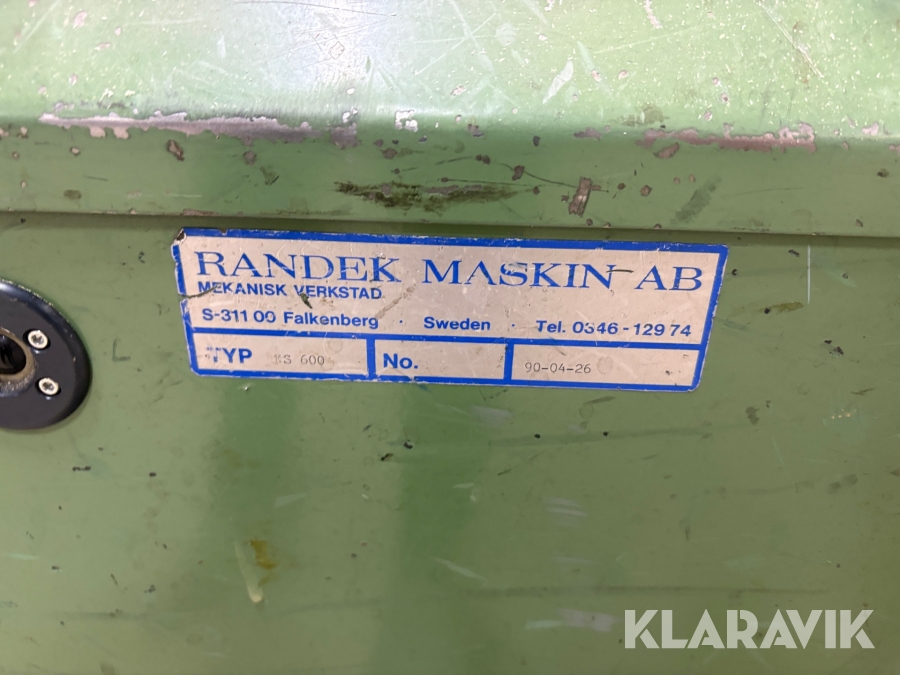 RANDEK MASKIN AB
MEKANISK VERKSTAD
S-311 00 Falkenberg · Sweden · Tel. 0346-129 74
TYP 600 No. 90-04-26
KLARAVIK